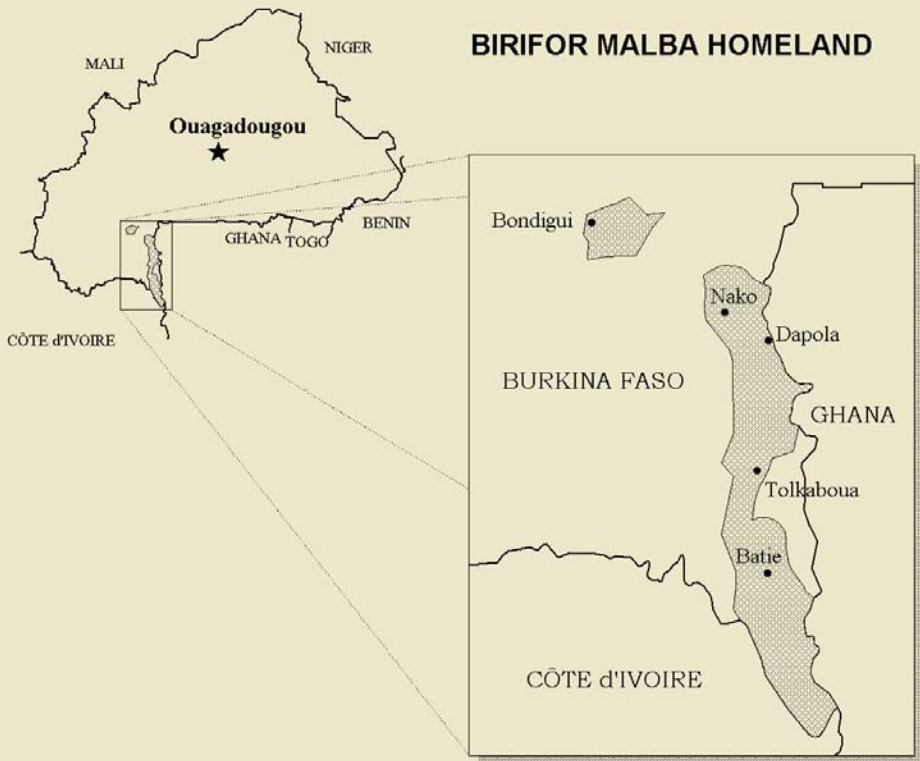 BIRIFOR MALBA HOMELAND
NIGER
MALI
Ouagadougou
BENIN
GHANA
TOGO
CÔTE d'IVOIRE
Bondigui
Nako
Dapola
BURKINA FASO
GHANA
Tolkaboua
Batie
CÔTE d'IVOIRE